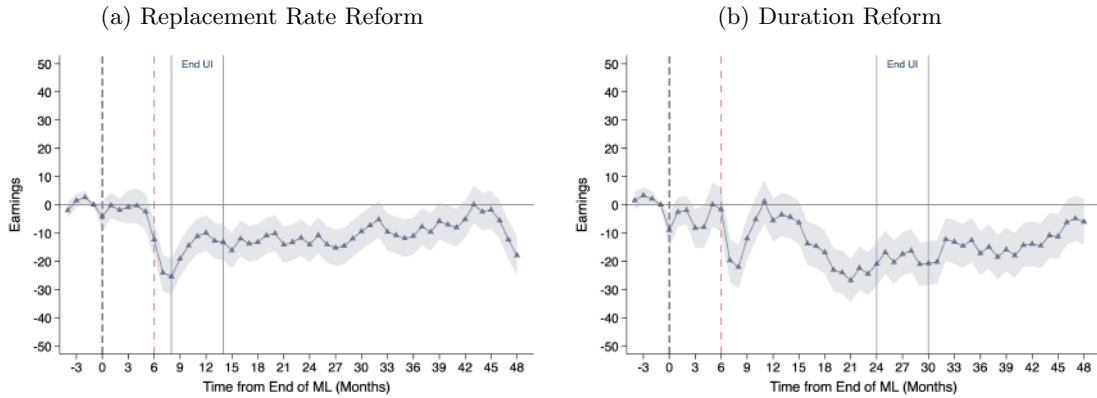 (a) Replacement Rate Reform
(b) Duration Reform
End UI
50
40
30
20
10
0
-10
-20
-30
-40
-50
Earnings
-3 0 3 6 9 12 15 18 21 24 27 30 33 36 39 42 45 48
Time from End of ML (Months)
End UI
50
40
30
20
10
0
-10
-20
-30
-40
-50
Earnings
-3 0 3 6 9 12 15 18 21 24 27 30 33 36 39 42 45 48
Time from End of ML (Months)